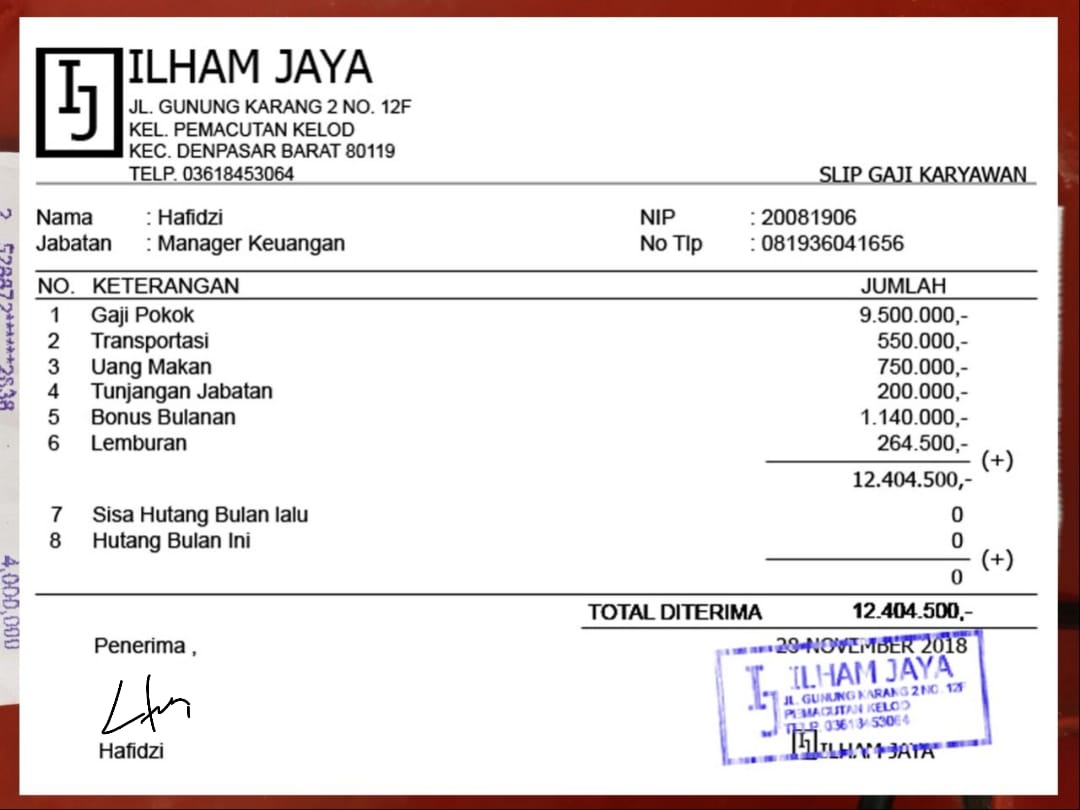 IJ ILHAM JAYA
JL. GUNUNG KARANG 2 NO. 12F
KEL. PEMACUTAN KELOD
KEC. DENPASAR BARAT 80119
TELP. 03618453064
SLIP GAJI KARYAWAN
Nama : Hafidzi NIP : 20081906
Jabatan : Manager Keuangan No Tlp : 081936041656
NO. KETERANGAN JUMLAH
1 Gaji Pokok 9.500.000,-
2 Transportasi 550.000,-
3 Uang Makan 750.000,-
4 Tunjangan Jabatan 200.000,-
5 Bonus Bulanan 1.140.000,-
6 Lemburan 264.500,-
(+)
12.404.500,-
7 Sisa Hutang Bulan lalu 0
8 Hutang Bulan Ini 0
(+)
0
TOTAL DITERIMA 12.404.500,-
Penerima , 28 NOVEMBER 2018
IJ ILHAM JAYA
JL. GUNUNG KARANG 2 NO. 12F
PEMACUTAN KELOD
TELP. 03618453064
Hafidzi IJ ILHAM JAYA
2 528872******2638
4,000,000